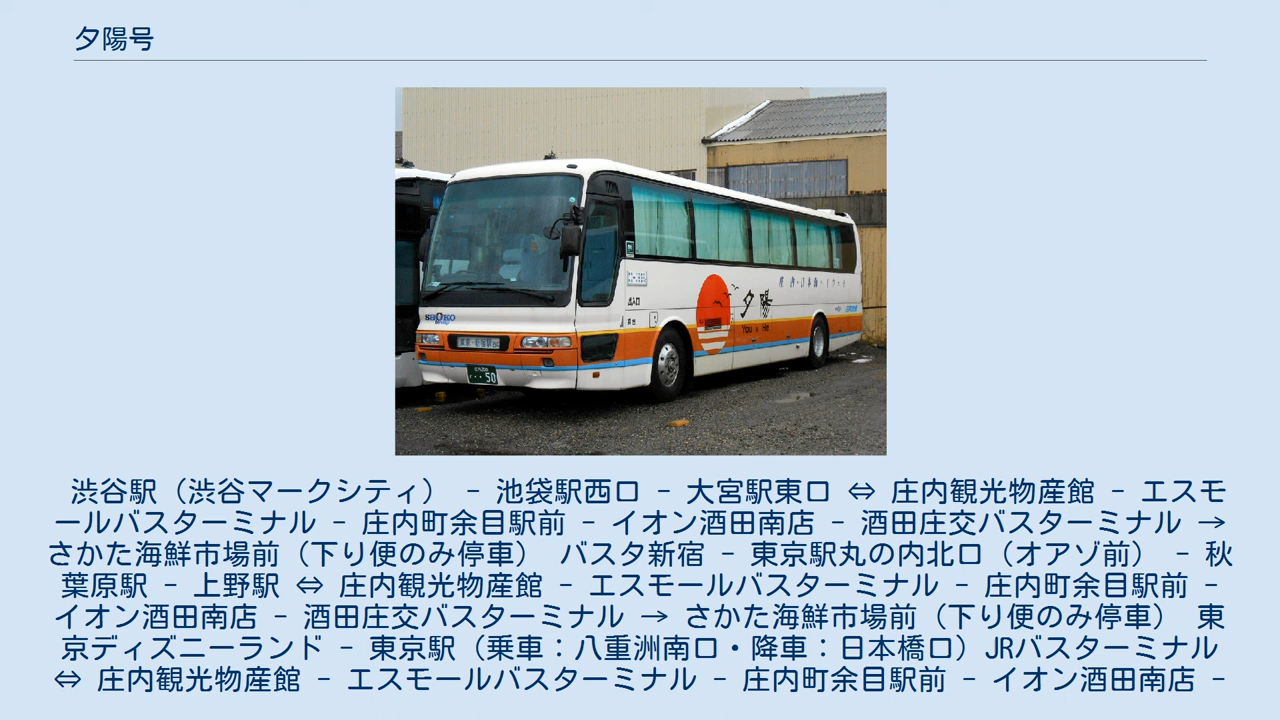 夕陽号
夕陽
You & Hi
SHOKO
出入口
50
渋谷駅（渋谷マークシティ） - 池袋駅西口 - 大宮駅東口 ⇔ 庄内観光物産館 - エスモ
ールバスターミナル - 庄内町余目駅前 - イオン酒田南店 - 酒田庄交バスターミナル →
さかた海鮮市場前（下り便のみ停車） バスタ新宿 - 東京駅丸の内北口（オアゾ前） - 秋
葉原駅 - 上野駅 ⇔ 庄内観光物産館 - エスモールバスターミナル - 庄内町余目駅前 -
イオン酒田南店 - 酒田庄交バスターミナル → さかた海鮮市場前（下り便のみ停車） 東
京ディズニーランド - 東京駅（乗車：八重洲南口・降車：日本橋口）JRバスターミナル
⇔ 庄内観光物産館 - エスモールバスターミナル - 庄内町余目駅前 - イオン酒田南店 -